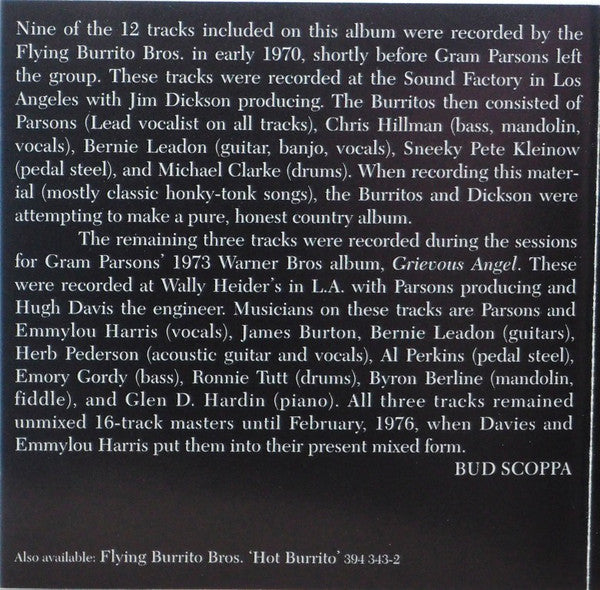 Nine of the 12 tracks included on this album were recorded by the
Flying Burrito Bros. in early 1970, shortly before Gram Parsons left
the group. These tracks were recorded at the Sound Factory in Los
Angeles with Jim Dickson producing. The Burritos then consisted of
Parsons (Lead vocalist on all tracks), Chris Hillman (bass, mandolin,
vocals), Bernie Leadon (guitar, banjo, vocals), Sneeky Pete Kleinow
(pedal steel), and Michael Clarke (drums). When recording this mater-
ial (mostly classic honky-tonk songs), the Burritos and Dickson were
attempting to make a pure, honest country album.
The remaining three tracks were recorded during the sessions
for Gram Parsons' 1973 Warner Bros album, Grievous Angel. These
were recorded at Wally Heider's in L.A. with Parsons producing and
Hugh Davis the engineer. Musicians on these tracks are Parsons and
Emmylou Harris (vocals), James Burton, Bernie Leadon (guitars),
Herb Pederson (acoustic guitar and vocals), Al Perkins (pedal steel),
Emory Gordy (bass), Ronnie Tutt (drums), Byron Berline (mandolin,
fiddle), and Glen D. Hardin (piano). All three tracks remained
unmixed 16-track masters until February, 1976, when Davies and
Emmylou Harris put them into their present mixed form.
BUD SCOPPA
Also available: Flying Burrito Bros. 'Hot Burrito' 394 343-2